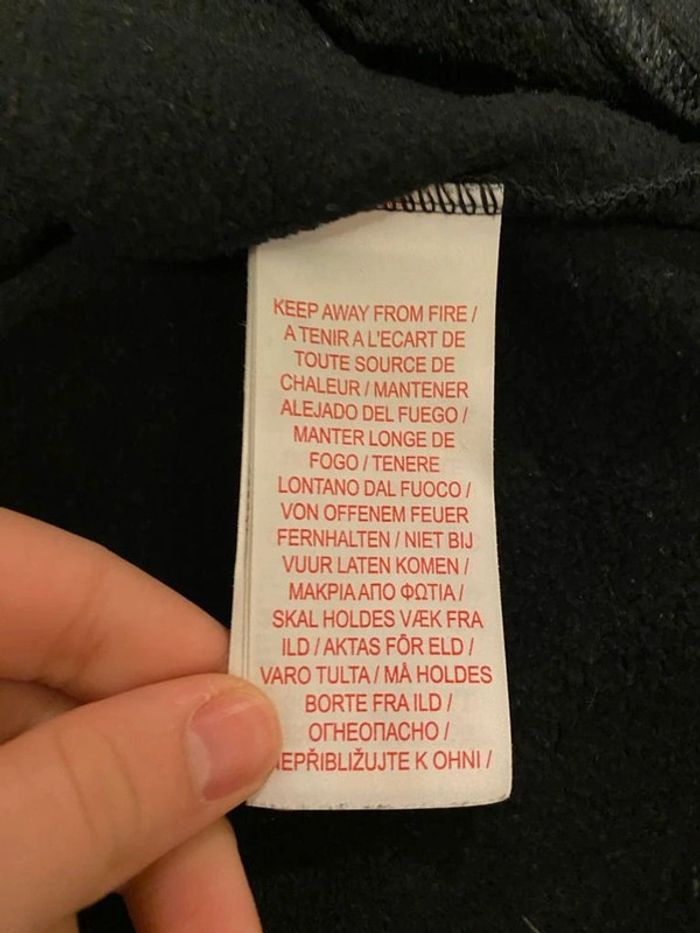 KEEP AWAY FROM FIRE /
A TENIR A L'ECART DE
TOUTE SOURCE DE
CHALEUR / MANTENER
ALEJADO DEL FUEGO /
MANTER LONGE DE
FOGO / TENERE
LONTANO DAL FUOCO /
VON OFFENEM FEUER
FERNHALTEN / NIET BIJ
VUUR LATEN KOMEN /
ΜΑΚΡΙΑ ΑΠΟ ΦΩΤΙΑ /
SKAL HOLDES VÆK FRA
ILD / AKTAS FÖR ELD /
VARO TULTA / MÅ HOLDES
BORTE FRA ILD /
ОГНЕОПАСНО /
EPŘIBLIŽUJTE K OHNI /